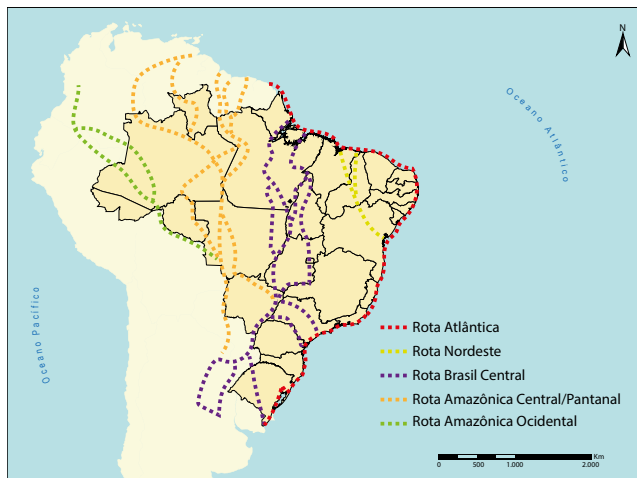 N
Oceano Atlântico
Oceano Pacífico
Rota Atlântica
Rota Nordeste
Rota Brasil Central
Rota Amazônica Central/Pantanal
Rota Amazônica Ocidental
Km
0 500 1.000 2.000